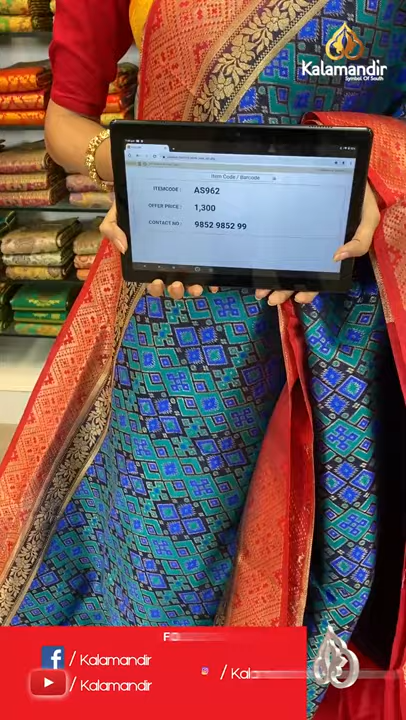 Kalamandir
Symbol Of South
Item Code / Barcode
ITEMCODE : AS962
OFFER PRICE : 1,300
CONTACT NO : 9852 9852 99
/ Kalamandir
/ Kal
/ Kalamandir